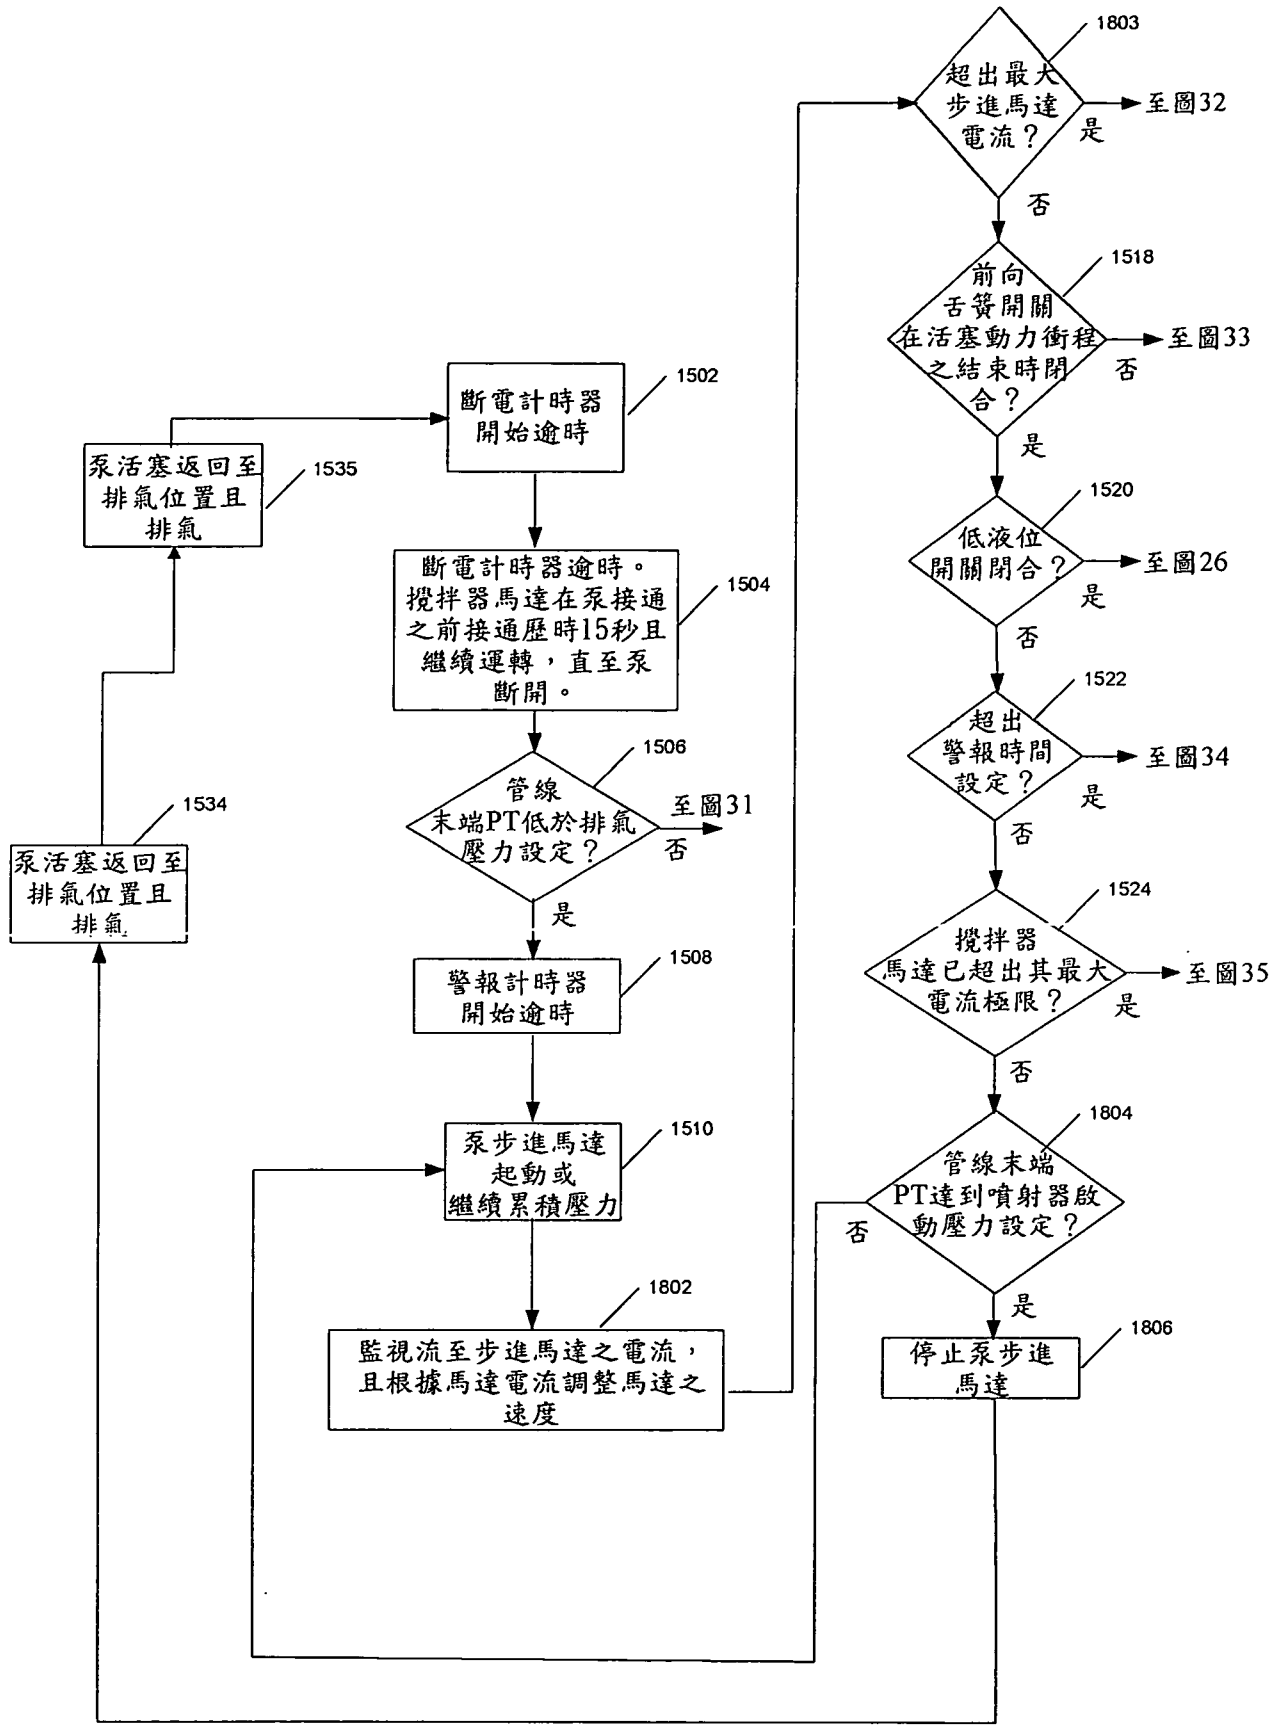 1803
超出最大
步進馬達
電流？
至圖32
是
否
1518
前向
舌簧開關
在活塞動力衝程
之結束時閉
合？
至圖33
否
是
1520
低液位
開關閉合？
至圖26
是
否
1522
超出
警報時間
設定？
至圖34
是
否
1524
攪拌器
馬達已超出其最大
電流極限？
至圖35
是
否
1804
管線末端
PT達到噴射器啟
動壓力設定？
否
是
1806
停止泵步進
馬達
1502
斷電計時器
開始逾時
1535
泵活塞返回至
排氣位置且
排氣
1504
斷電計時器逾時。
攪拌器馬達在泵接通
之前接通歷時15秒且
繼續運轉，直至泵
斷開。
1506
管線
末端PT低於排氣
壓力設定？
至圖31
否
是
1534
泵活塞返回至
排氣位置且
排氣
1508
警報計時器
開始逾時
1510
泵步進馬達
起動或
繼續累積壓力
1802
監視流至步進馬達之電流，
且根據馬達電流調整馬達之
速度